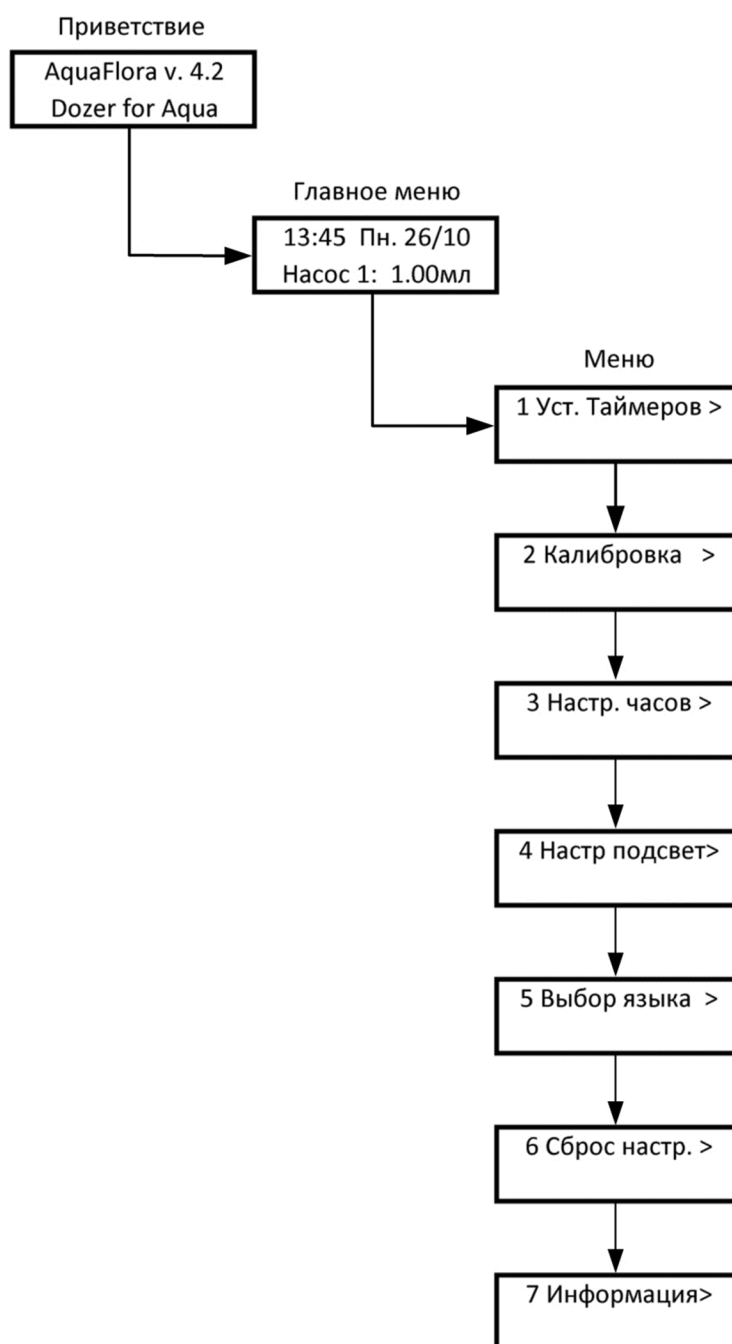 Приветствие
AquaFlora v. 4.2
Dozer for Aqua
Главное меню
13:45 Пн. 26/10
Насос 1: 1.00мл
Меню
1 Уст. Таймеров >
2 Калибровка >
3 Настр. часов >
4 Настр подсвет>
5 Выбор языка >
6 Сброс настр. >
7 Информация>